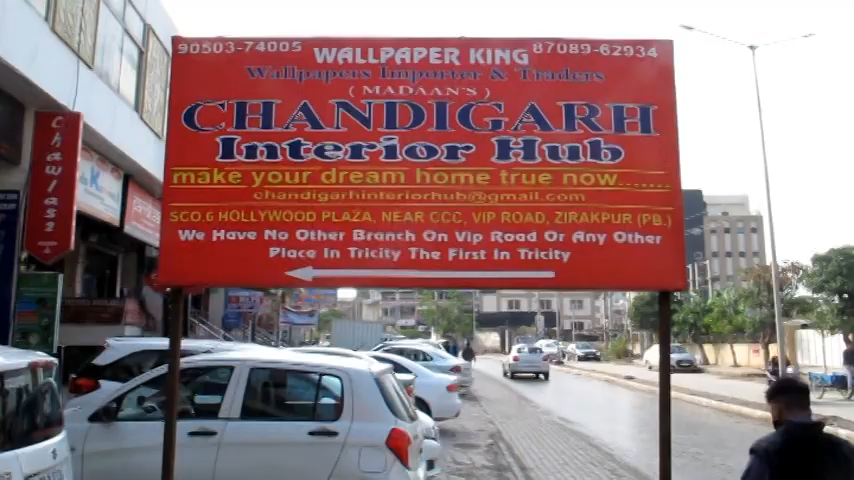 90503-74005 WALLPAPER KING 87089-62934
Wallpapers Importer & Traders
( MADAAN'S )
CHANDIGARH
Interior Home Hub
make your dream home true now.......
chandigarhinteriorhub@gmail.com
SCO.6 HOLLYWOOD PLAZA, NEAR CCC, VIP ROAD, ZIRAKPUR (PB.)
We Have No Other Branch On Vip Road Or Any Other
Place In Tricity The First In Tricity
Chawlas2